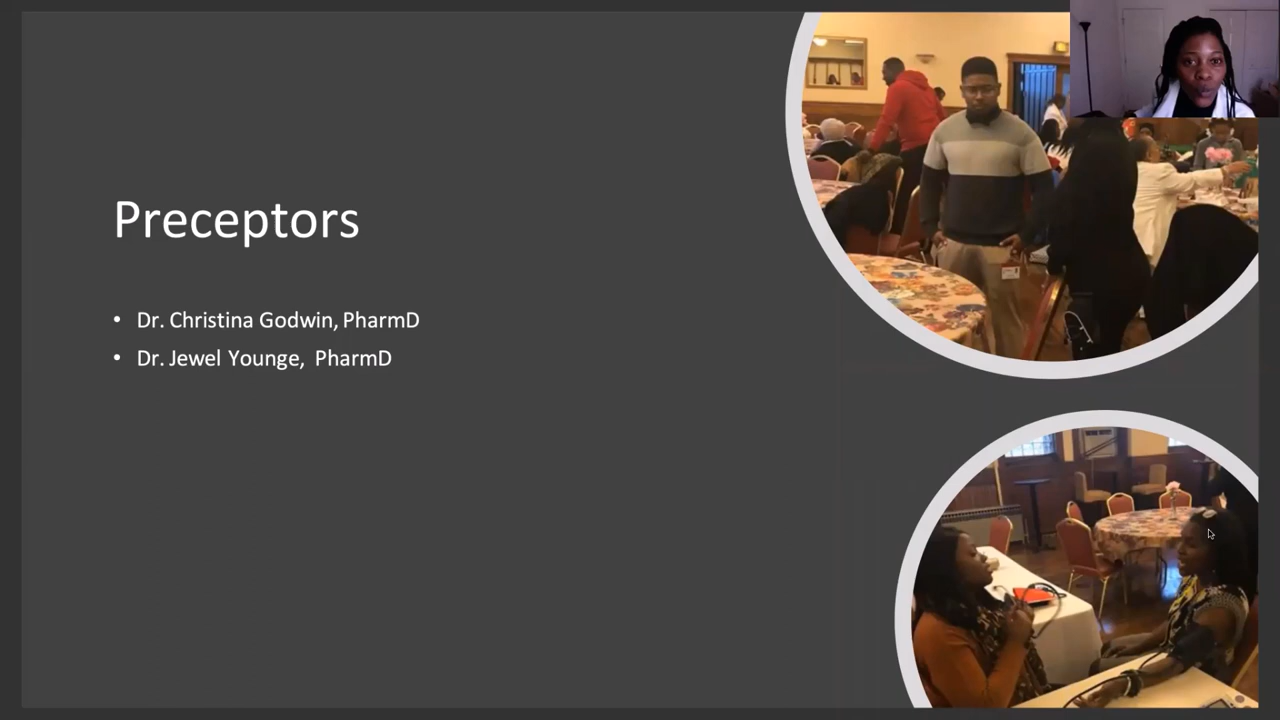 Preceptors
• Dr. Christina Godwin, PharmD
• Dr. Jewel Younge, PharmD